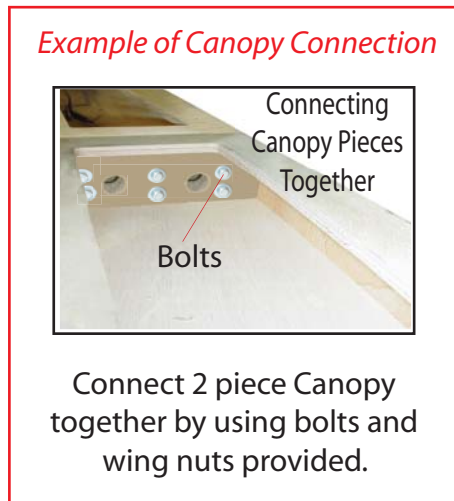 Example of Canopy Connection
Connecting
Canopy Pieces
Together
Bolts
Connect 2 piece Canopy
together by using bolts and
wing nuts provided.